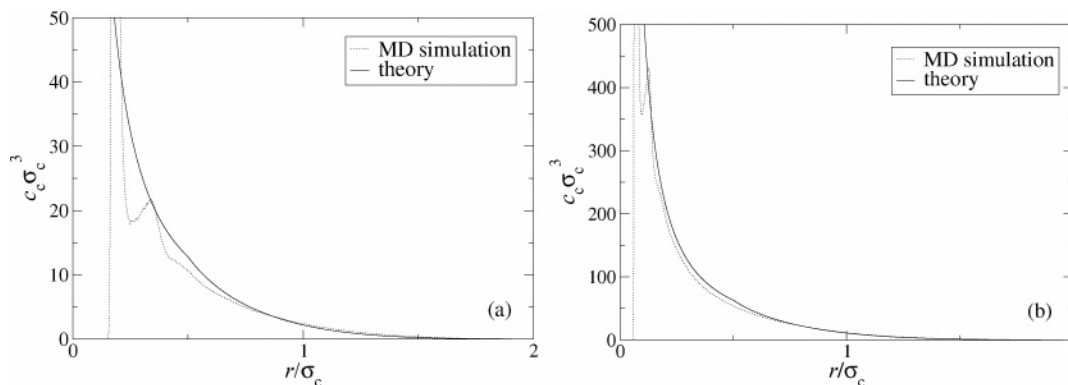 50
40
30
20
10
0
c_cσ_c^3
MD simulation
theory
(a)
0
1
2
r/σ_c
500
400
300
200
100
0
c_cσ_c^3
MD simulation
theory
(b)
0
1
r/σ_c